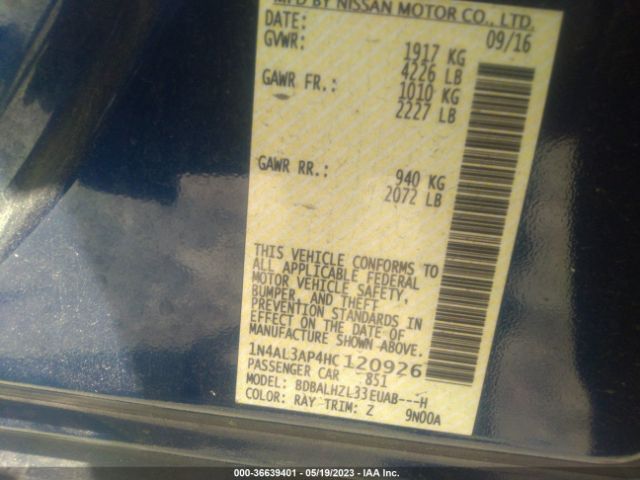 MFD BY NISSAN MOTOR CO., LTD.
DATE: 09/16
GVWR: 1917 KG
4226 LB
GAWR FR.: 1010 KG
2227 LB
GAWR RR.: 940 KG
2072 LB
THIS VEHICLE CONFORMS TO
ALL APPLICABLE FEDERAL
MOTOR VEHICLE SAFETY,
BUMPER, AND THEFT
PREVENTION STANDARDS IN
EFFECT ON THE DATE OF
MANUFACTURE SHOWN ABOVE.
1N4AL3AP4HC120926
PASSENGER CAR 851
MODEL: BDBALHZL33EUAB---H
COLOR: RAY TRIM: Z 9N00A
000-36639401 - 05/19/2023 - IAA Inc.